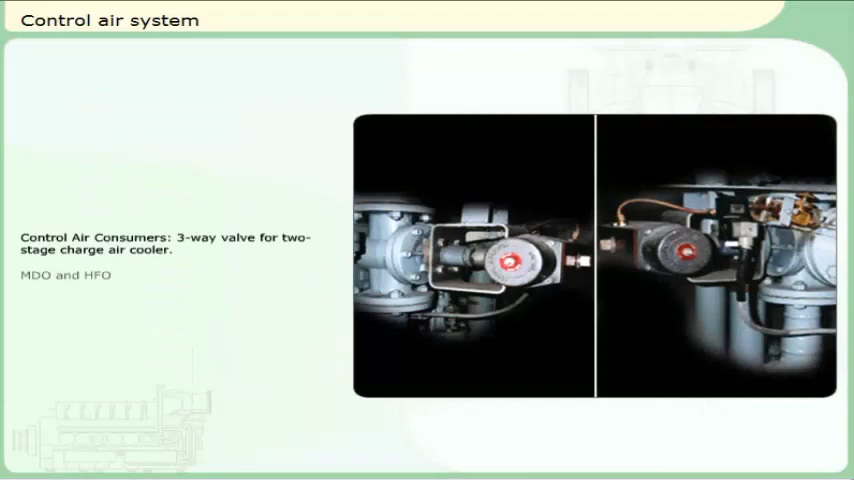 Control air system
Control Air Consumers: 3-way valve for two-
stage charge air cooler.
MDO and HFO